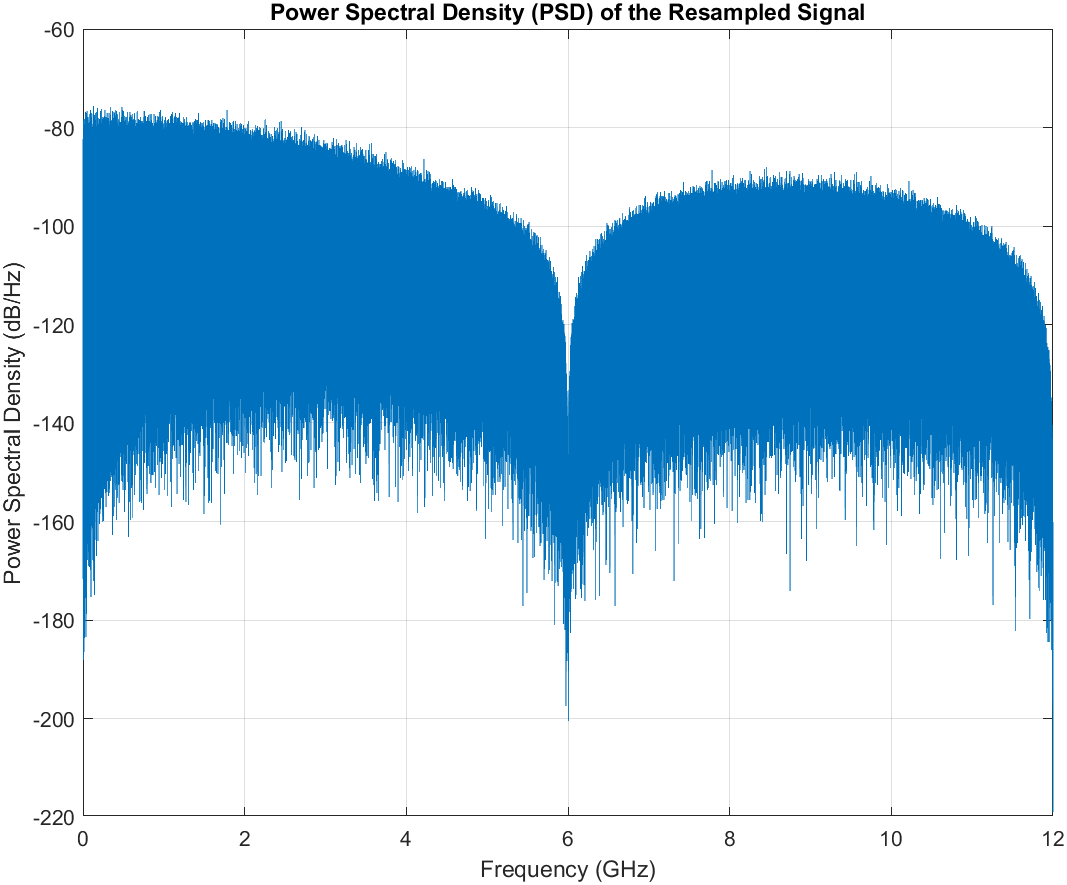 Power Spectral Density (PSD) of the Resampled Signal
-60
-80
-100
-120
-140
-160
-180
-200
-220
Power Spectral Density (dB/Hz)
0 2 4 6 8 10 12
Frequency (GHz)